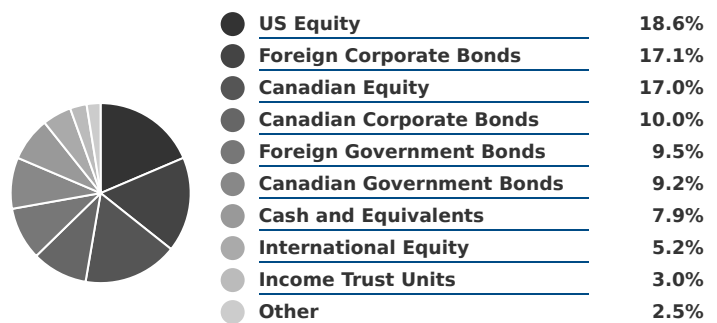 US Equity 18.6%
Foreign Corporate Bonds 17.1%
Canadian Equity 17.0%
Canadian Corporate Bonds 10.0%
Foreign Government Bonds 9.5%
Canadian Government Bonds 9.2%
Cash and Equivalents 7.9%
International Equity 5.2%
Income Trust Units 3.0%
Other 2.5%